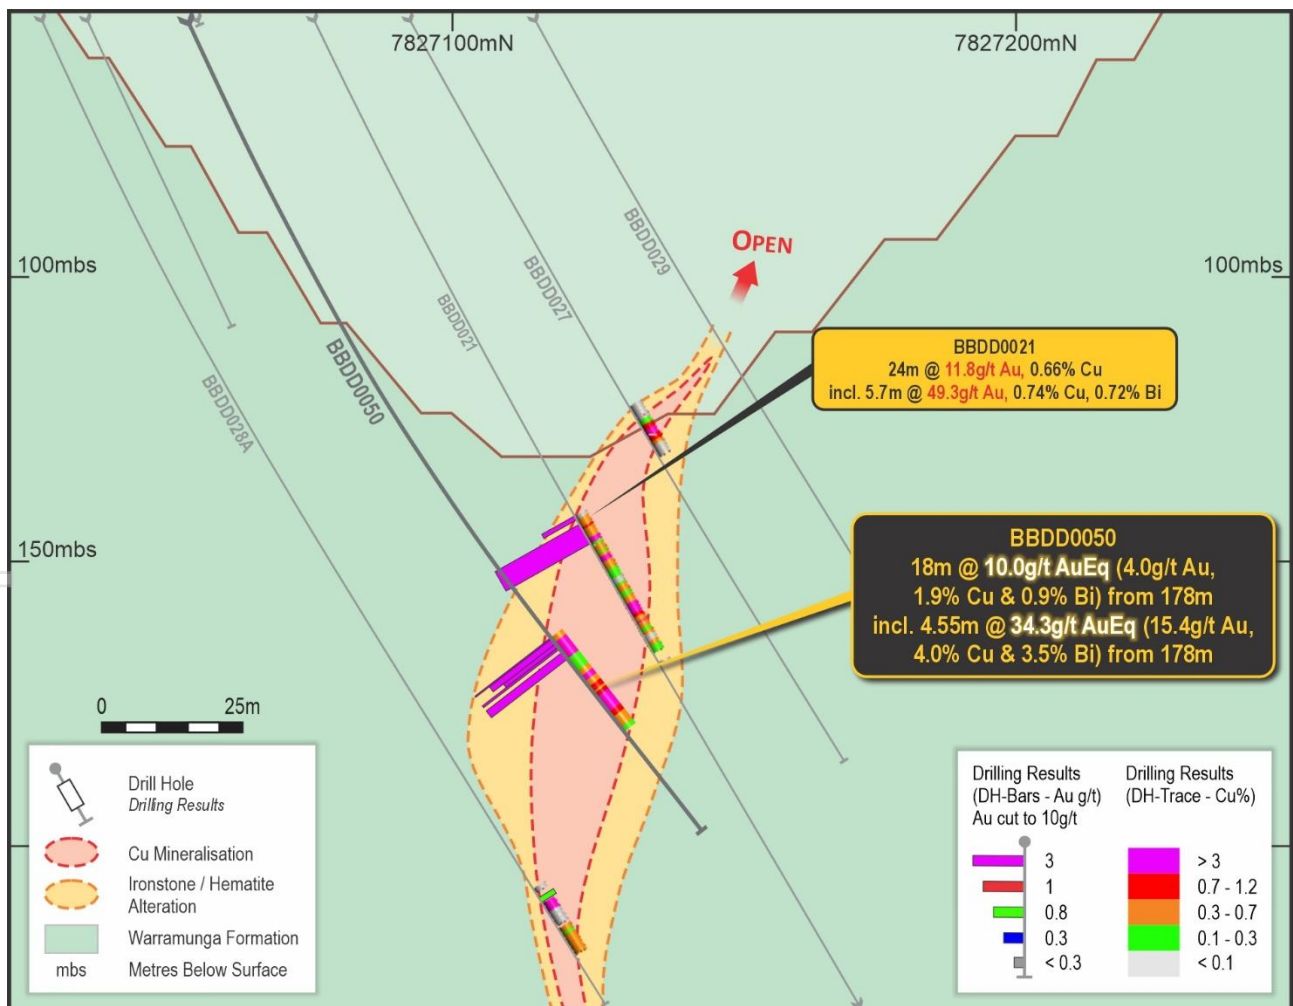 7827100mN
7827200mN
100mbs
100mbs
OPEN
BBDD029
BBDD027
BBDD021
BBDD0050
BBDD028A
BBDD0021
24m @ 11.8g/t Au, 0.66% Cu
incl. 5.7m @ 49.3g/t Au, 0.74% Cu, 0.72% Bi
150mbs
BBDD0050
18m @ 10.0g/t AuEq (4.0g/t Au,
1.9% Cu & 0.9% Bi) from 178m
incl. 4.55m @ 34.3g/t AuEq (15.4g/t Au,
4.0% Cu & 3.5% Bi) from 178m
0 25m
Drill Hole
Drilling Results
Cu Mineralisation
Ironstone / Hematite
Alteration
Warramunga Formation
mbs Metres Below Surface
Drilling Results
(DH-Bars - Au g/t)
Au cut to 10g/t
3
1
0.8
0.3
< 0.3
Drilling Results
(DH-Trace - Cu%)
> 3
0.7 - 1.2
0.3 - 0.7
0.1 - 0.3
< 0.1